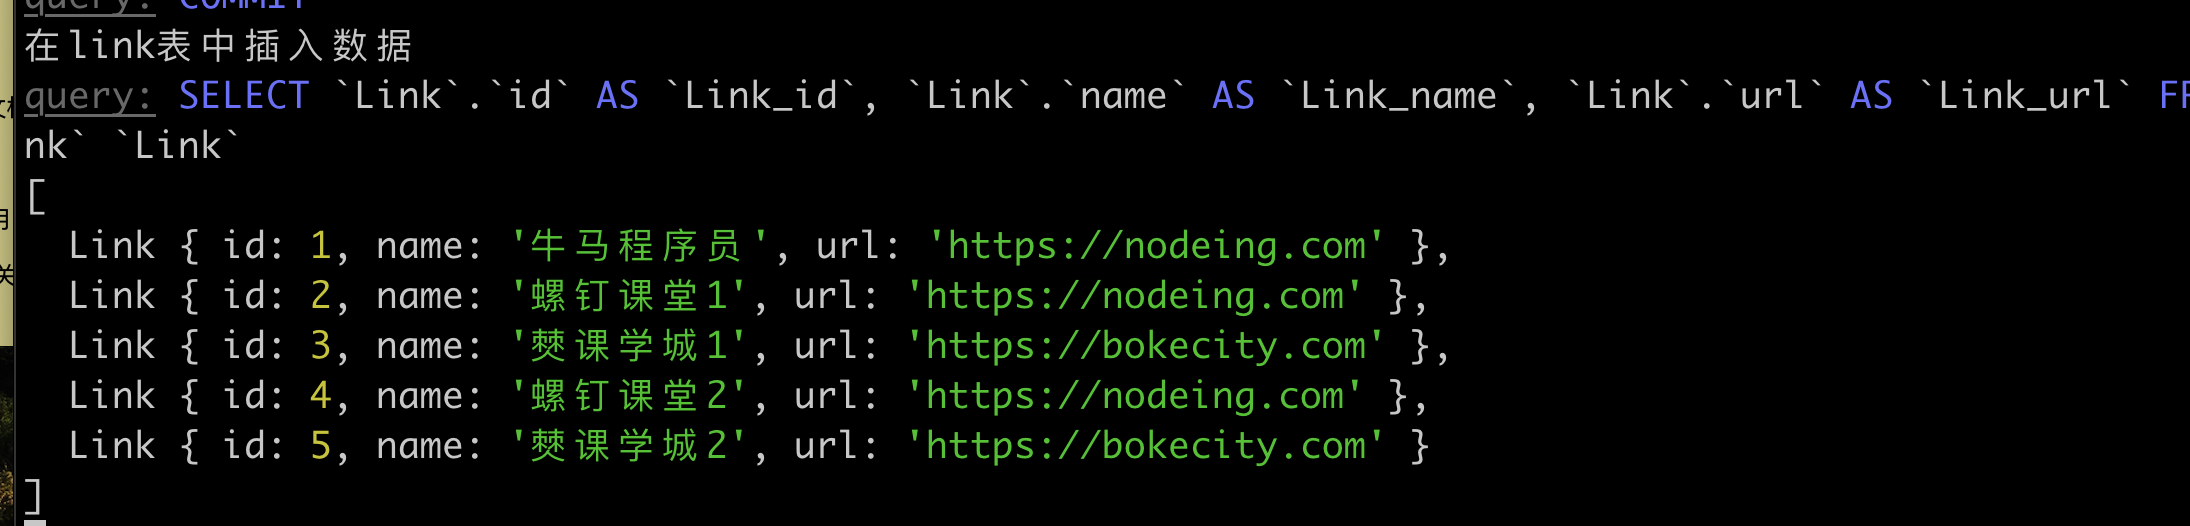 query: COMMIT
在link表中插入数据
query: SELECT `Link`.`id` AS `Link_id`, `Link`.`name` AS `Link_name`, `Link`.`url` AS `Link_url` FR
nk` `Link`
[
Link { id: 1, name: '牛马程序员', url: 'https://nodeing.com' },
Link { id: 2, name: '螺钉课堂1', url: 'https://nodeing.com' },
Link { id: 3, name: '僰课学城1', url: 'https://bokecity.com' },
Link { id: 4, name: '螺钉课堂2', url: 'https://nodeing.com' },
Link { id: 5, name: '僰课学城2', url: 'https://bokecity.com' }
]